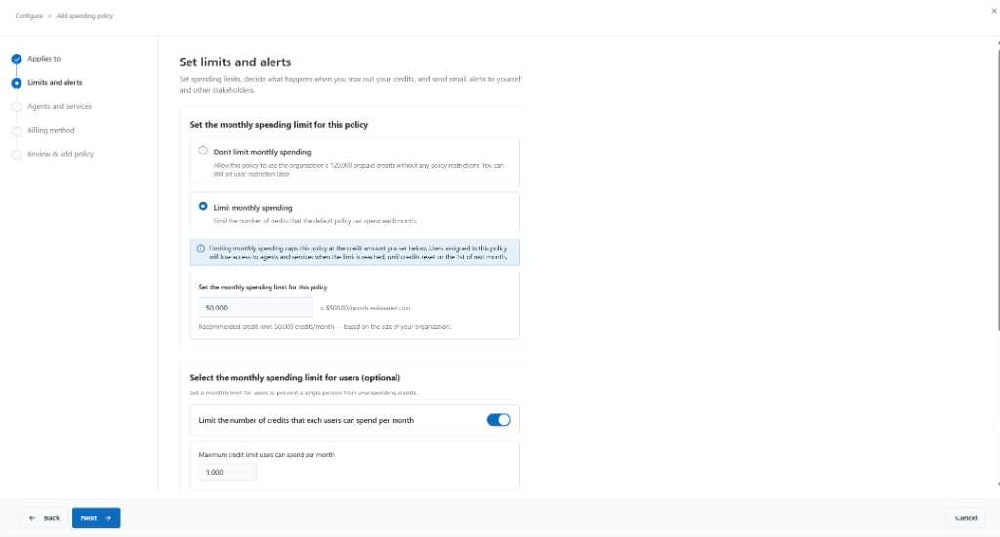 Configure > Add spending policy
Applies to
Limits and alerts
Agents and services
Billing method
Review & add policy
Set limits and alerts
Set spending limits, decide what happens when you max out your credits, and send email alerts to yourself
and other stakeholders.
Set the monthly spending limit for this policy
Don't limit monthly spending
Allow this policy to use the organization's 120,000 prepaid credits without any policy restrictions. You can
still set user restriction later.
Limit monthly spending
Limit the number of credits that the default policy can spend each month.
Limiting monthly spending caps this policy at the credit amount you set below. Users assigned to this policy
will lose access to agents and services when the limit is reached, until credits reset on the 1st of next month.
Set the monthly spending limit for this policy
50,000
≈ $500.00/month estimated cost
Recommended credit limit: 50,000 credits/month — based on the size of your organization.
Select the monthly spending limit for users (optional)
Set a monthly limit for users to prevent a single person from overspending credits.
Limit the number of credits that each users can spend per month
Maximum credit limit users can spend per month
1,000
Back
Next
Cancel